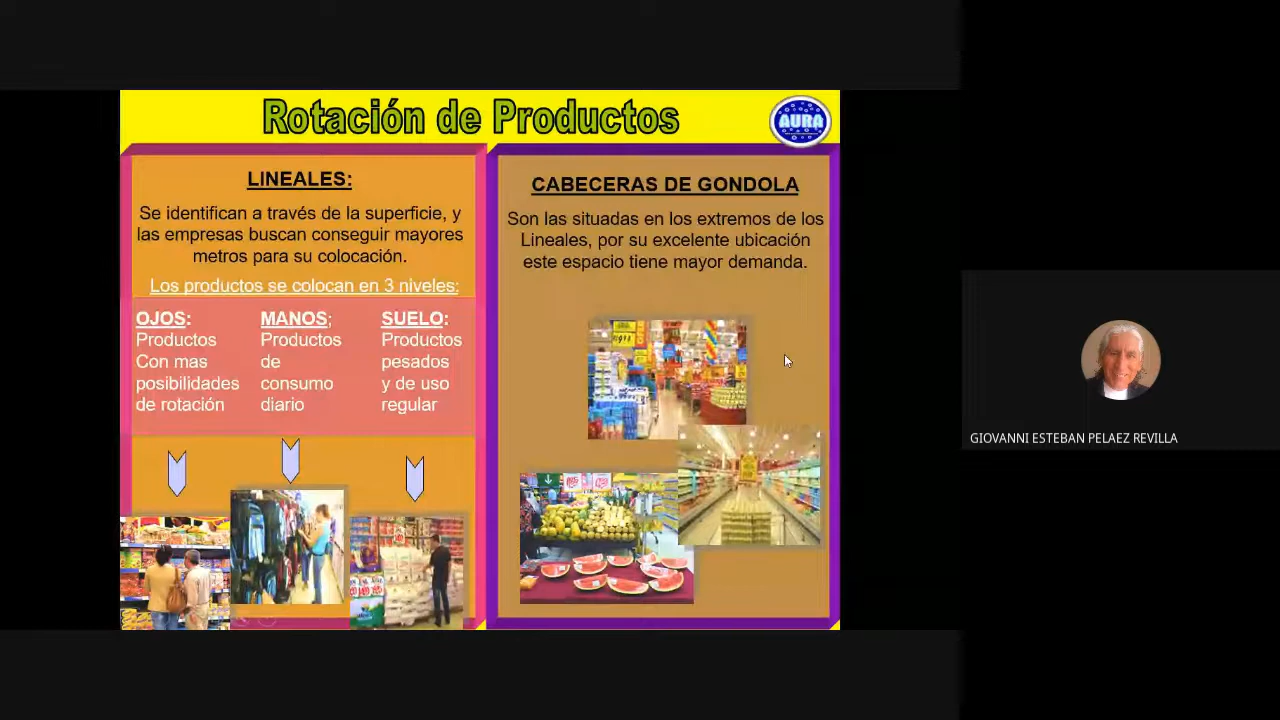 Rotación de Productos
AURA
LINEALES:
Se identifican a través de la superficie, y
las empresas buscan conseguir mayores
metros para su colocación.
Los productos se colocan en 3 niveles:
OJOS:
Productos
Con mas
posibilidades
de rotación
MANOS;
Productos
de
consumo
diario
SUELO:
Productos
pesados
y de uso
regular
CABECERAS DE GONDOLA
Son las situadas en los extremos de los
Lineales, por su excelente ubicación
este espacio tiene mayor demanda.
GIOVANNI ESTEBAN PELAEZ REVILLA